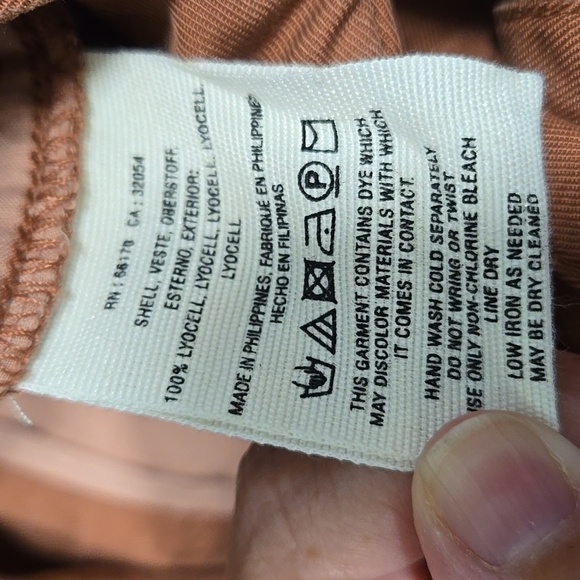 RN: 66170 CA: 32054
SHELL, VESTE, OBERSTOFF
ESTERNO, EXTERIOR:
100% LYOCELL, LYOCELL, LYOCELL, LYOCELL
LYOCELL
MADE IN PHILIPPINES, FABRIQUÉ EN PHILIPPINE
HECHO EN FILIPINAS
P
THIS GARMENT CONTAINS DYE WHICH
MAY DISCOLOR MATERIALS WITH WHICH
IT COMES IN CONTACT.
HAND WASH COLD SEPARATELY
DO NOT WRING OR TWIST
USE ONLY NON-CHLORINE BLEACH
LINE DRY
LOW IRON AS NEEDED
MAY BE DRY CLEANED